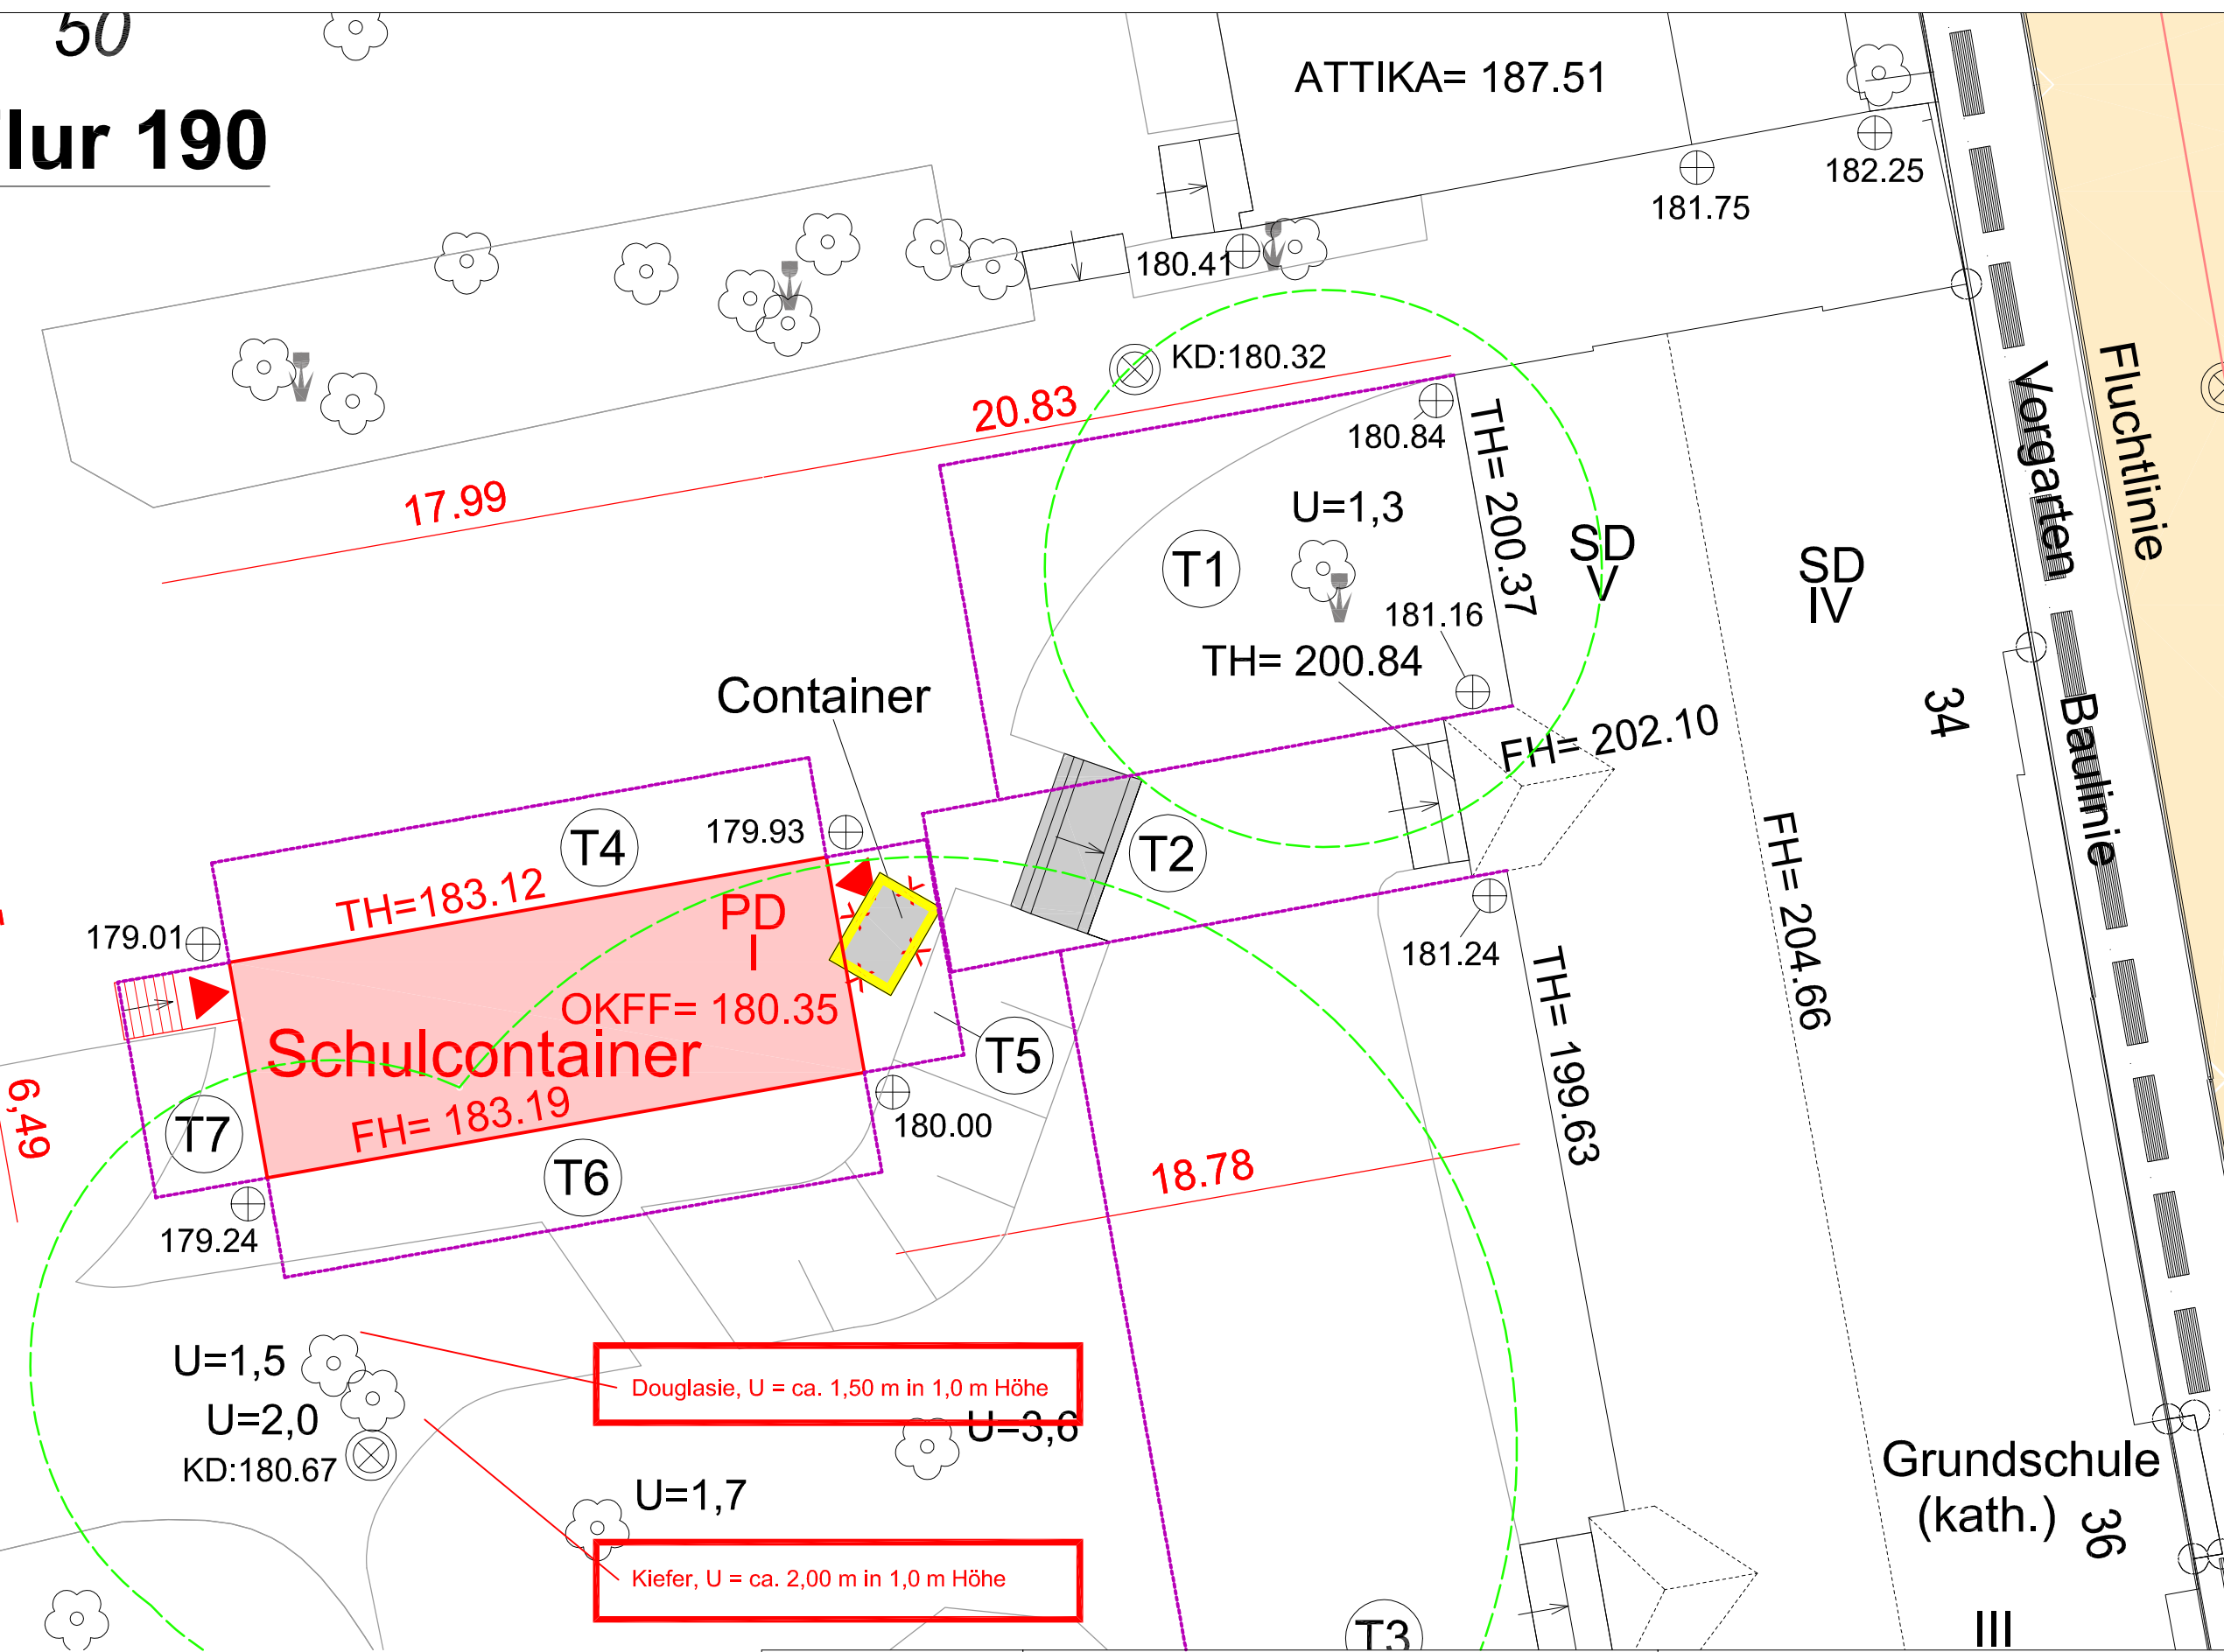 50
lur 190
ATTIKA= 187.51
182.25
181.75
180.41
KD:180.32
20.83
17.99
180.84
TH= 200.37
U=1,3
T1
SD
V
SD
IV
Vorgarten
Fluchtlinie
181.16
TH= 200.84
Container
34
FH= 202.10
Baulinie
T4
179.93
T2
FH= 204.66
TH=183.12
PD
I
179.01
181.24
OKFF= 180.35
Schulcontainer
T5
TH= 199.63
FH= 183.19
6,49
T7
180.00
T6
18.78
179.24
U=1,5
Douglasie, U = ca. 1,50 m in 1,0 m Höhe
U=2,0
U=3,6
KD:180.67
Grundschule
(kath.)
36
U=1,7
Kiefer, U = ca. 2,00 m in 1,0 m Höhe
T3
III